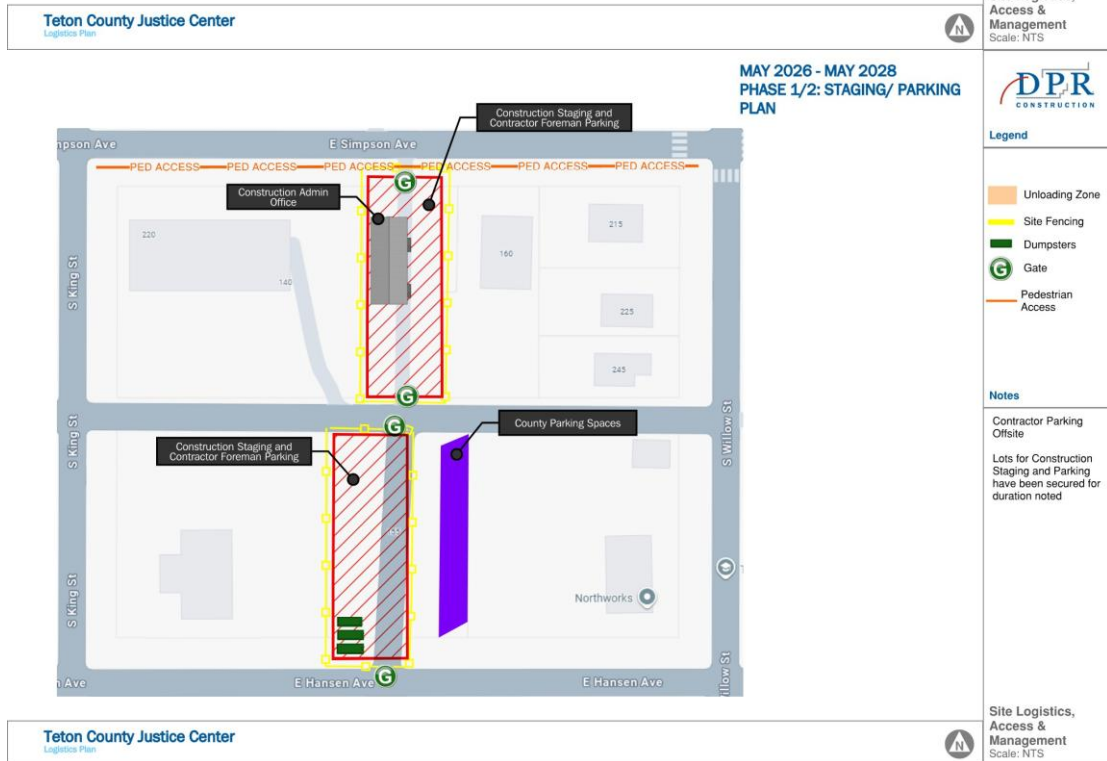 Teton County Justice Center
Logistics Plan
N
Access &
Management
Scale: NTS
MAY 2026 - MAY 2028
PHASE 1/2: STAGING/ PARKING
PLAN
DPR
CONSTRUCTION
Legend
Unloading Zone
Site Fencing
Dumpsters
G
Gate
Pedestrian
Access
Notes
Contractor Parking
Offsite
Lots for Construction
Staging and Parking
have been secured for
duration noted
Construction Staging and
Contractor Foreman Parking
mpson Ave
E Simpson Ave
PED ACCESS PED ACCESS PED ACCESS PED ACCESS PED ACCESS PED ACCESS
G
Construction Admin
Office
220
140
160
215
225
245
S King St
G
G
S King St
S Willow St
County Parking Spaces
Construction Staging and
Contractor Foreman Parking
S King St
Northworks
n Ave
E Hansen Ave
G
E Hansen Ave
illow St
Teton County Justice Center
Logistics Plan
N
Site Logistics,
Access &
Management
Scale: NTS